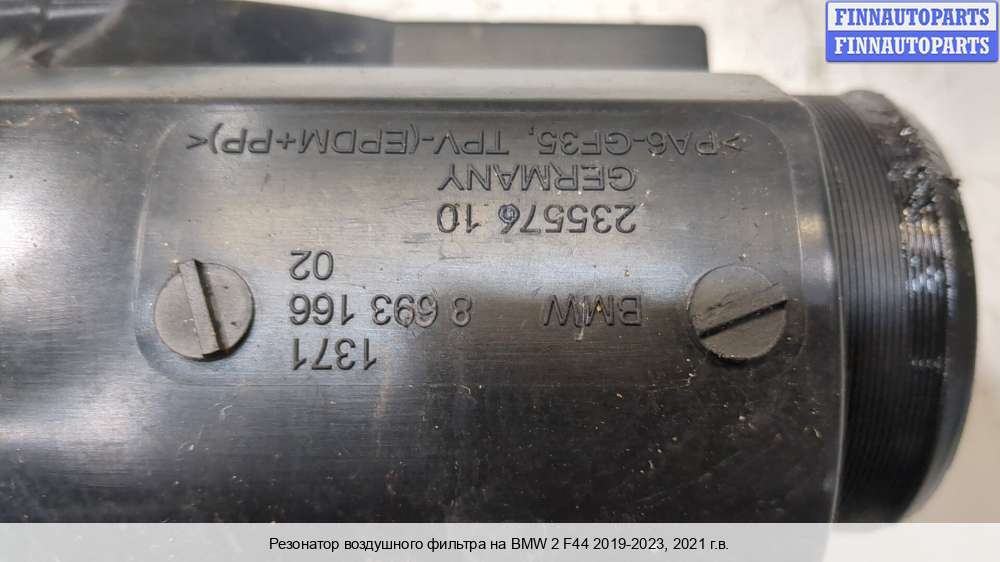 FINNAUTOPARTS
FINNAUTOPARTS
1371
BMW 8 693 166
02
235576 10
GERMANY
>PA6-GF35, TPV-(EPDM+PP)<
Резонатор воздушного фильтра на BMW 2 F44 2019-2023, 2021 г.в.